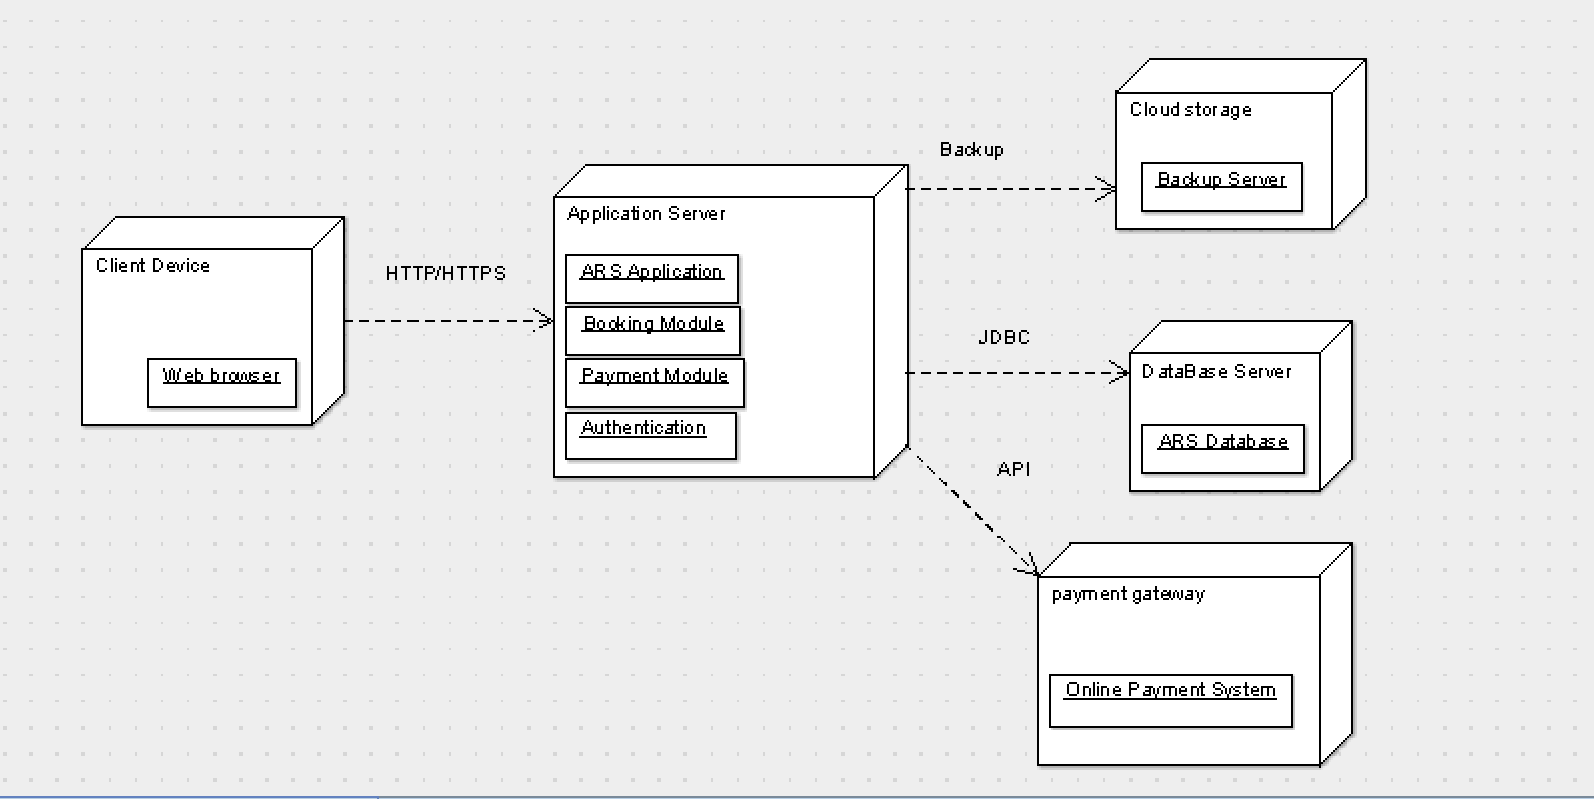 Client Device
Web browser
HTTP/HTTPS
Application Server
ARS Application
Booking Module
Payment Module
Authentication
Backup
Cloud storage
Backup Server
JDBC
DataBase Server
ARS Database
API
payment gateway
Online Payment System